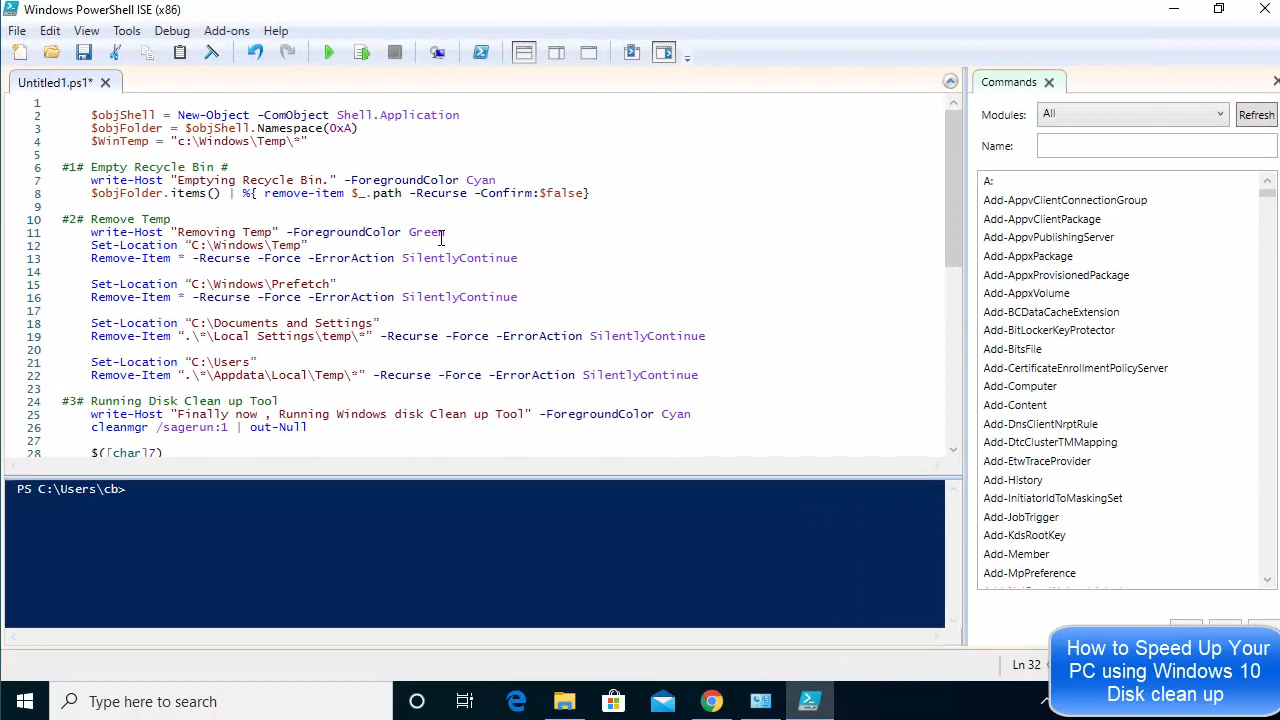 Windows PowerShell ISE (x86)
File Edit View Tools Debug Add-ons Help
Untitled1.ps1*
1
2 $objShell = New-Object -ComObject Shell.Application
3 $objFolder = $objShell.Namespace(0xA)
4 $WinTemp = "c:\Windows\Temp\*"
5
6 #1# Empty Recycle Bin #
7 write-Host "Emptying Recycle Bin." -ForegroundColor Cyan
8 $objFolder.items() | %{ remove-item $_.path -Recurse -Confirm:$false}
9
10 #2# Remove Temp
11 write-Host "Removing Temp" -ForegroundColor Green
12 Set-Location “C:\Windows\Temp”
13 Remove-Item * -Recurse -Force -ErrorAction SilentlyContinue
14
15 Set-Location “C:\Windows\Prefetch”
16 Remove-Item * -Recurse -Force -ErrorAction SilentlyContinue
17
18 Set-Location “C:\Documents and Settings”
19 Remove-Item “.\*\Local Settings\temp\*” -Recurse -Force -ErrorAction SilentlyContinue
20
21 Set-Location “C:\Users”
22 Remove-Item “.\*\Appdata\Local\Temp\*” -Recurse -Force -ErrorAction SilentlyContinue
23
24 #3# Running Disk Clean up Tool
25 write-Host "Finally now , Running Windows disk Clean up Tool" -ForegroundColor Cyan
26 cleanmgr /sagerun:1 | out-Null
27
28 $([char]7)
PS C:\Users\cb>
Commands
Modules: All Refresh
Name:
A:
Add-AppvClientConnectionGroup
Add-AppvClientPackage
Add-AppvPublishingServer
Add-AppxPackage
Add-AppxProvisionedPackage
Add-AppxVolume
Add-BCDataCacheExtension
Add-BitLockerKeyProtector
Add-BitsFile
Add-CertificateEnrollmentPolicyServer
Add-Computer
Add-Content
Add-DnsClientNrptRule
Add-DtcClusterTMMapping
Add-EtwTraceProvider
Add-History
Add-InitiatorIdToMaskingSet
Add-JobTrigger
Add-KdsRootKey
Add-Member
Add-MpPreference
Ln 32
How to Speed Up Your
PC using Windows 10
Disk clean up
Type here to search